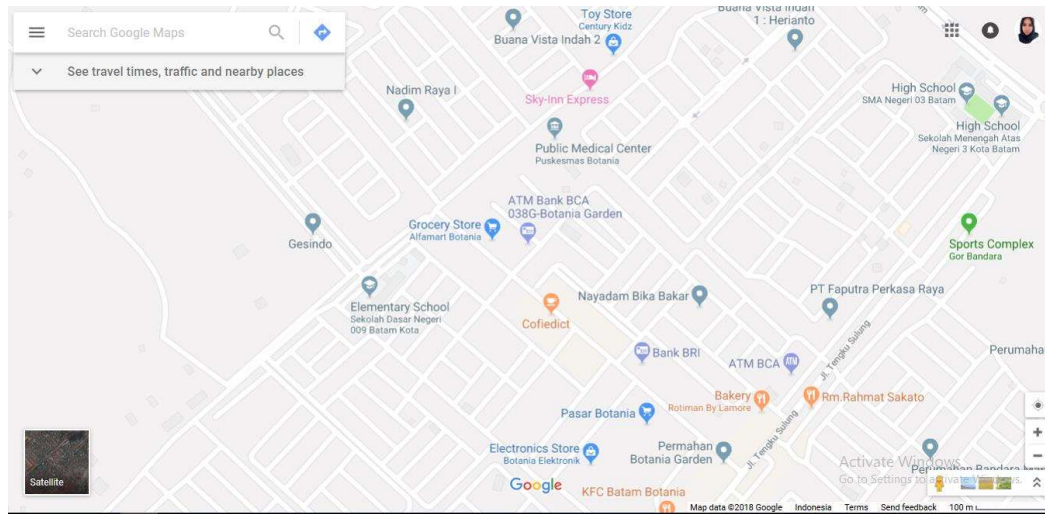 Search Google Maps
See travel times, traffic and nearby places
Toy Store
Century Kidz
Buana Vista Indah 2
Buana Vista Indah
1 : Herianto
Nadim Raya I
Sky-Inn Express
High School
SMA Negeri 03 Batam
High School
Sekolah Menengah Atas
Negeri 3 Kota Batam
Public Medical Center
Puskesmas Botania
ATM Bank BCA
038G-Botania Garden
Grocery Store
Alfamart Botania
Gesindo
Sports Complex
Gor Bandara
Elementary School
Sekolah Dasar Negeri
009 Batam Kota
Cofiedict
Nayadam Bika Bakar
PT Faputra Perkasa Raya
Jl. Tengku Sulung
Bank BRI
ATM BCA
ATM
Perumaha
Bakery
Rotiman By Lamore
Rm.Rahmat Sakato
Pasar Botania
Jl. Tengku Sulung
Electronics Store
Botania Elektronik
Permahan
Botania Garden
Activate Windows
Go to Settings to activate Windows.
Perumahan Bandara
Satellite
Google
KFC Batam Botania
Map data ©2018 Google
Indonesia
Terms
Send feedback
100 m